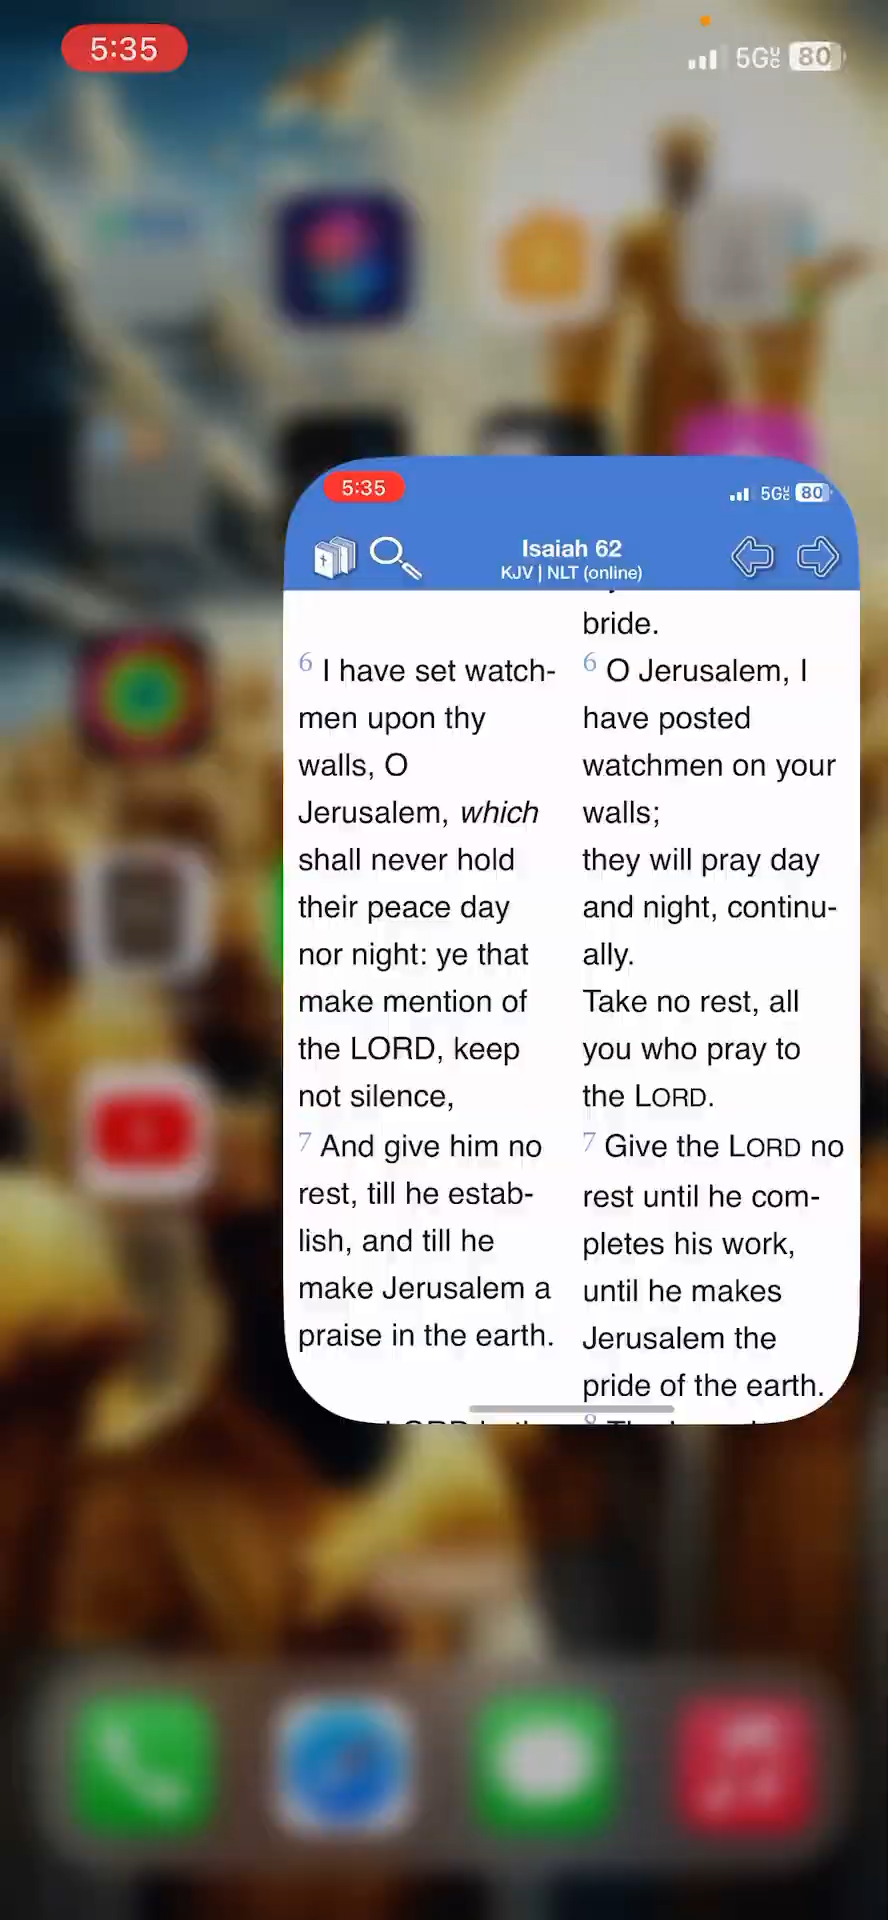 5:35
5G 80
5:35
5G 80
Isaiah 62
KJV | NLT (online)
6 I have set watch-
men upon thy
walls, O
Jerusalem, which
shall never hold
their peace day
nor night: ye that
make mention of
the LORD, keep
not silence,
7 And give him no
rest, till he estab-
lish, and till he
make Jerusalem a
praise in the earth.
bride.
6 O Jerusalem, I
have posted
watchmen on your
walls;
they will pray day
and night, continu-
ally.
Take no rest, all
you who pray to
the LORD.
7 Give the LORD no
rest until he com-
pletes his work,
until he makes
Jerusalem the
pride of the earth.